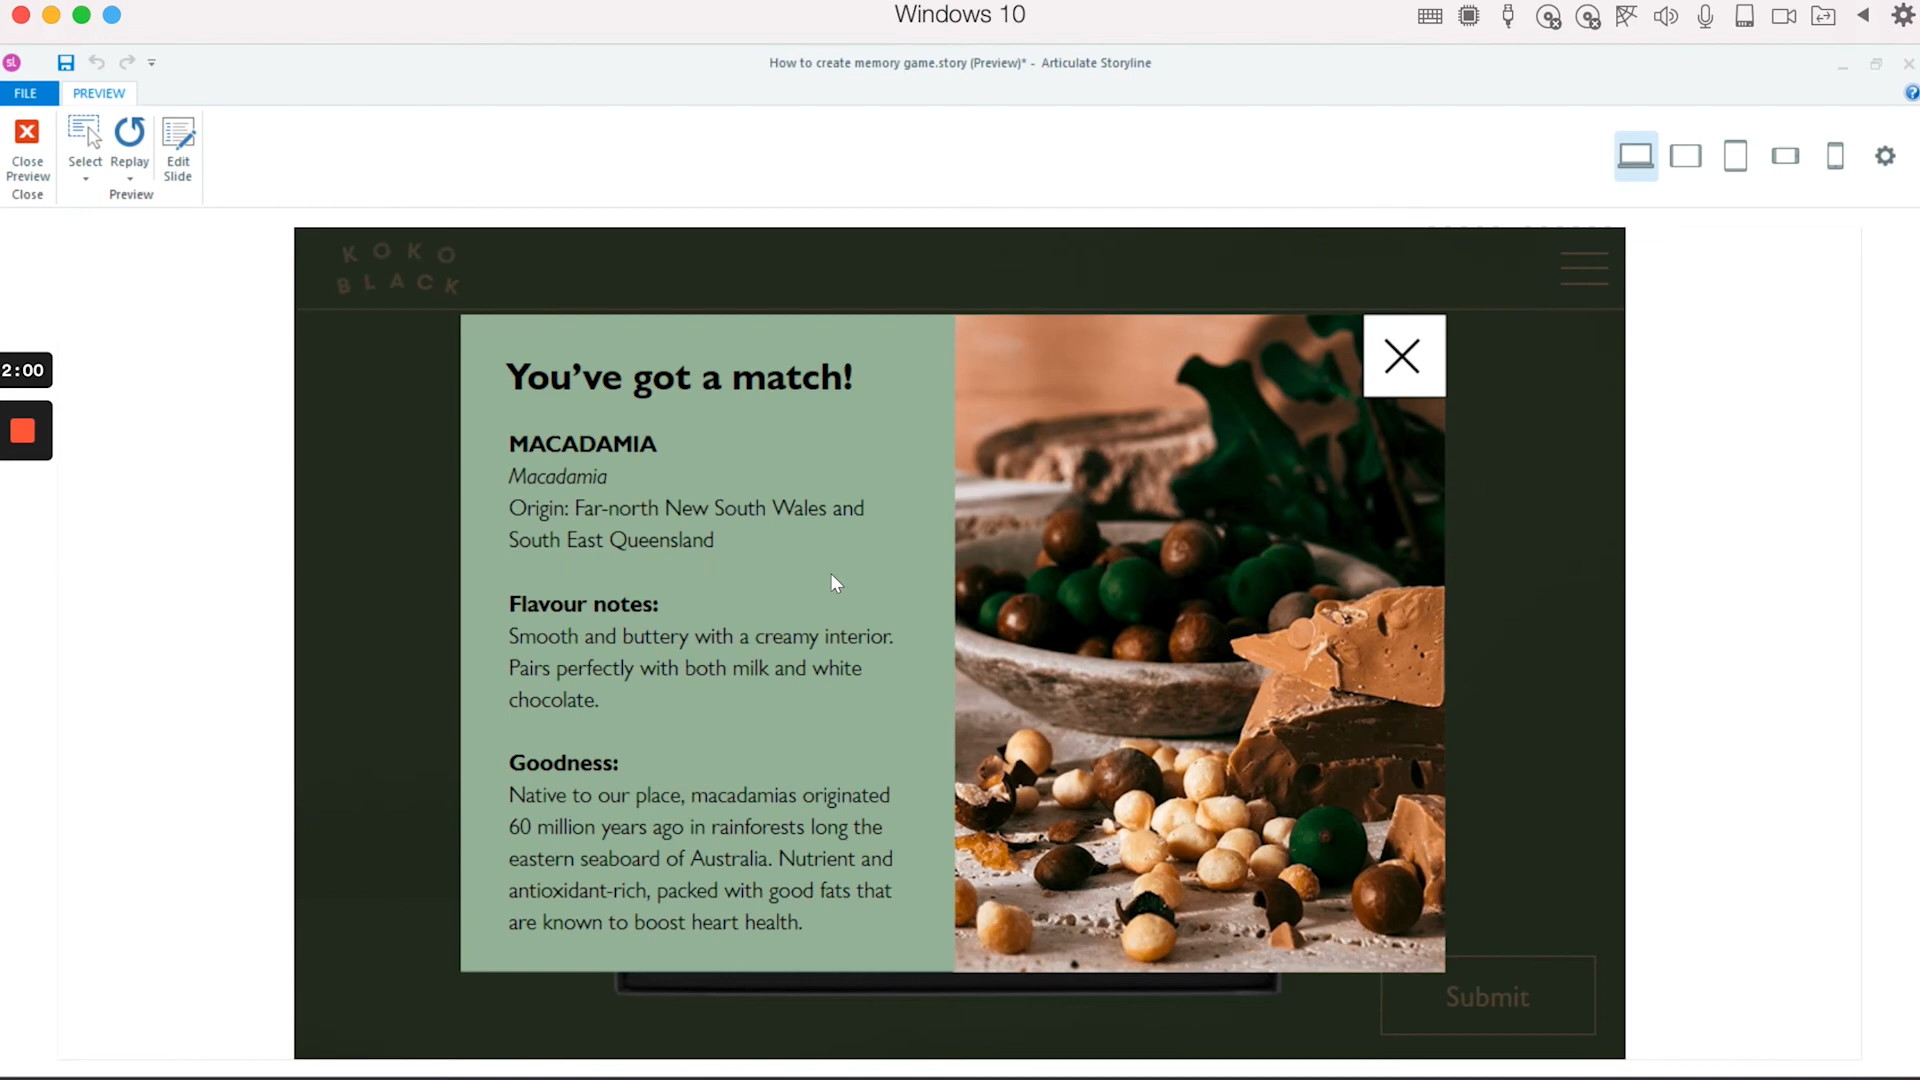 Windows 10
sl
How to create memory game.story (Preview)* - Articulate Storyline
FILE
PREVIEW
?
Close
Preview
Select
Replay
Edit
Slide
Close
Preview
KOKO
BLACK
2:00
You've got a match!
MACADAMIA
Macadamia
Origin: Far-north New South Wales and
South East Queensland
Flavour notes:
Smooth and buttery with a creamy interior.
Pairs perfectly with both milk and white
chocolate.
Goodness:
Native to our place, macadamias originated
60 million years ago in rainforests long the
eastern seaboard of Australia. Nutrient and
antioxidant-rich, packed with good fats that
are known to boost heart health.
Submit